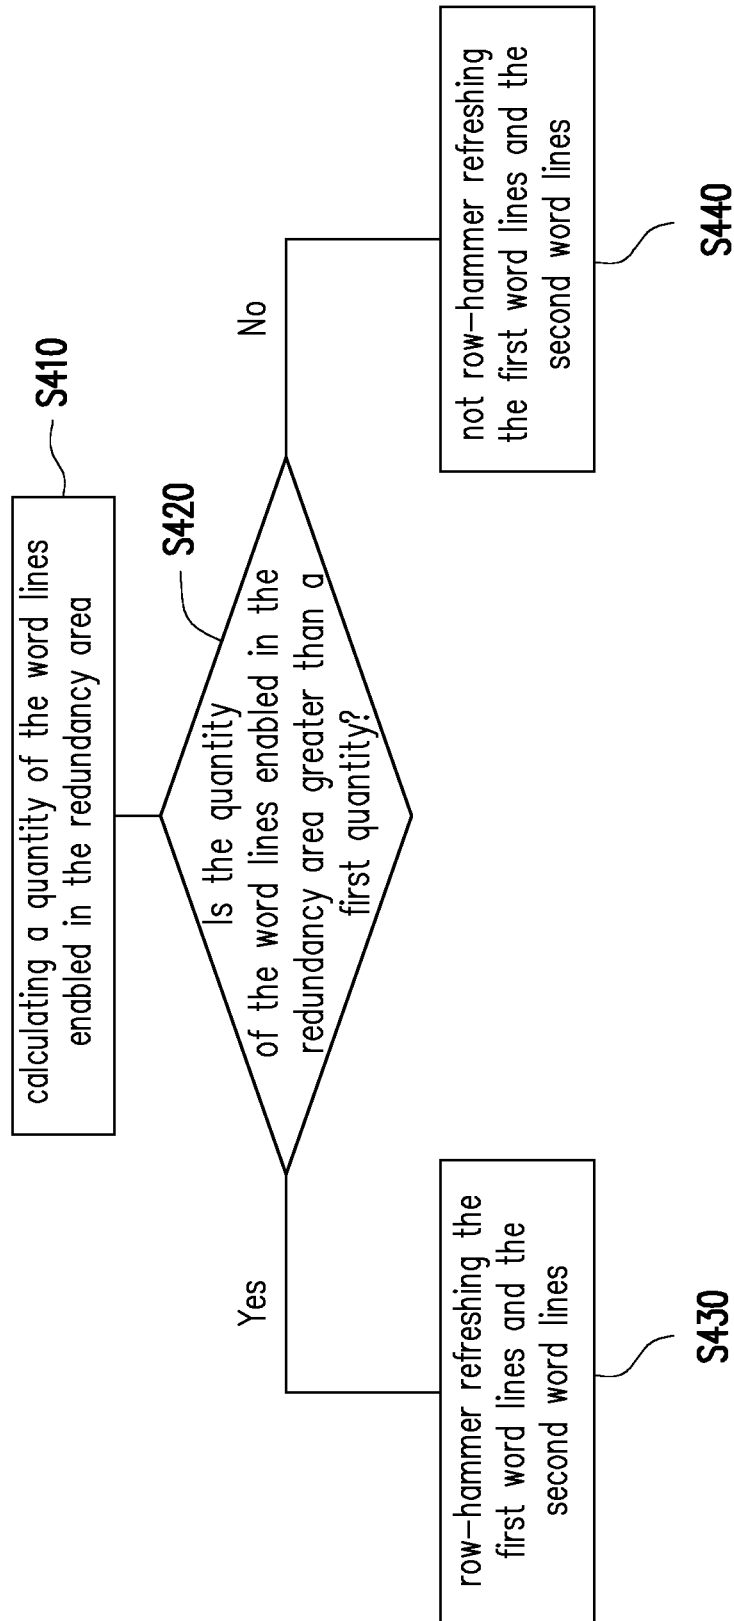 calculating a quantity of the word lines
enabled in the redundancy area
S410
S420
Is the quantity
of the word lines enabled in the
redundancy area greater than a
first quantity?
Yes
No
row-hammer refreshing the
first word lines and the
second word lines
S430
not row-hammer refreshing
the first word lines and the
second word lines
S440